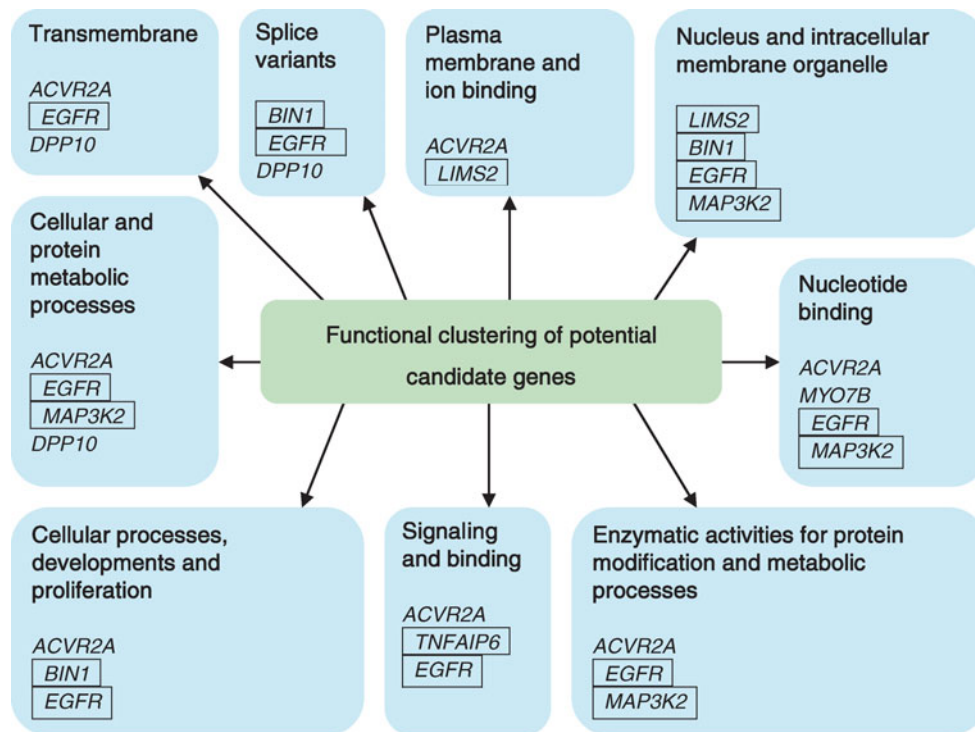 Transmembrane
ACVR2A
EGFR
DPP10
Splice
variants
BIN1
EGFR
DPP10
Plasma
membrane and
ion binding
ACVR2A
LIMS2
Nucleus and intracellular
membrane organelle
LIMS2
BIN1
EGFR
MAP3K2
Cellular and
protein
metabolic
processes
ACVR2A
EGFR
MAP3K2
DPP10
Functional clustering of potential
candidate genes
Nucleotide
binding
ACVR2A
MYO7B
EGFR
MAP3K2
Cellular processes,
developments and
proliferation
ACVR2A
BIN1
EGFR
Signaling
and binding
ACVR2A
TNFAIP6
EGFR
Enzymatic activities for protein
modification and metabolic
processes
ACVR2A
EGFR
MAP3K2